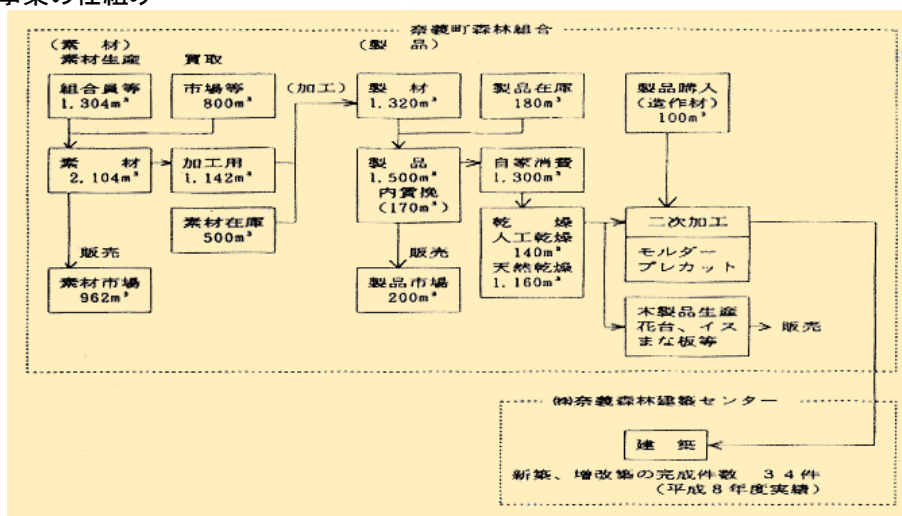 事業の仕組み
奈義町森林組合
(素 材)
素材生産 買取
(製 品)
組合員等
1,304m³
市場等
800m³
(加工)
製 材
1,320m³
製品在庫
180m³
製品購入
(造作材)
100m³
素 材
2,104m³
加工用
1,142m³
製 品
1,500m³
内賃挽
(170m³)
自家消費
1,300m³
素材在庫
500m³
乾 燥
人工乾燥
140m³
天然乾燥
1,160m³
二次加工
モルダー
プレカット
販売
素材市場
962m³
販売
製品市場
200m³
木製品生産
花台、イス
まな板等
販売
㈱奈義森林建築センター
建 築
新築、増改築の完成件数 34件
(平成8年度実績)